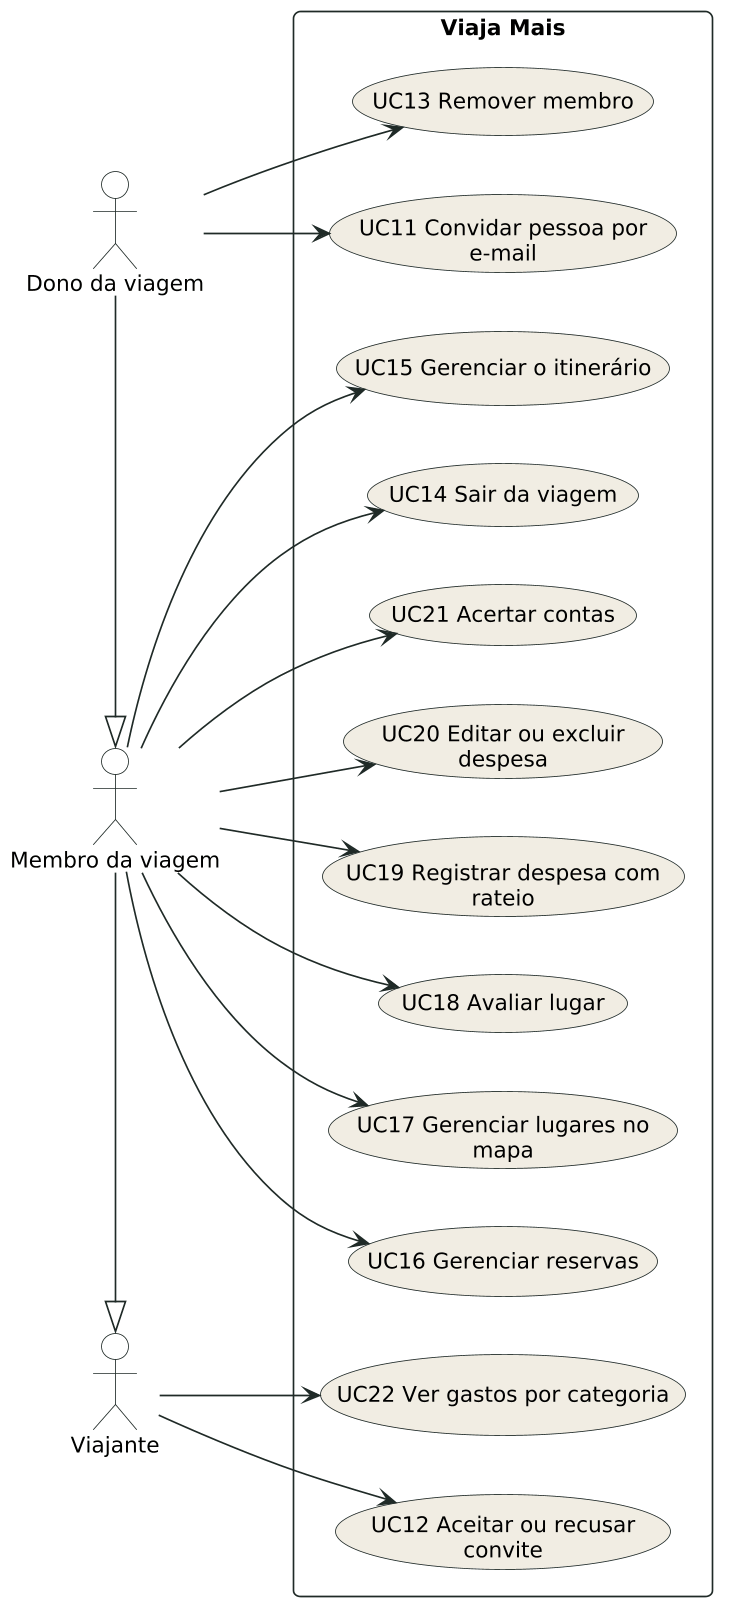 Viaja Mais
UC13 Remover membro
UC11 Convidar pessoa por
e-mail
Dono da viagem
UC15 Gerenciar o itinerário
UC14 Sair da viagem
UC21 Acertar contas
UC20 Editar ou excluir
despesa
Membro da viagem
UC19 Registrar despesa com
rateio
UC18 Avaliar lugar
UC17 Gerenciar lugares no
mapa
UC16 Gerenciar reservas
UC22 Ver gastos por categoria
Viajante
UC12 Aceitar ou recusar
convite